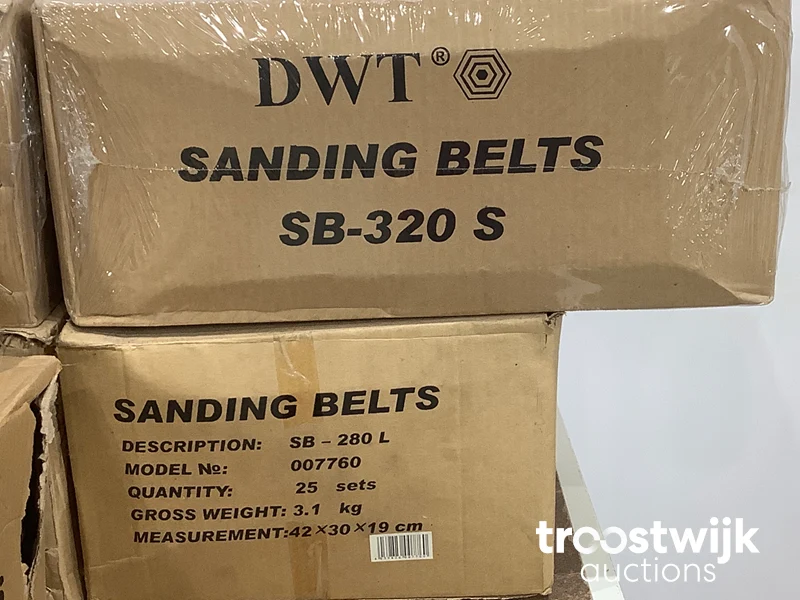 DWT®
SANDING BELTS
SB-320 S
SANDING BELTS
DESCRIPTION: SB – 280 L
MODEL №: 007760
QUANTITY: 25 sets
GROSS WEIGHT: 3.1 kg
MEASUREMENT:42×30×19 cm
troostwijk
auctions